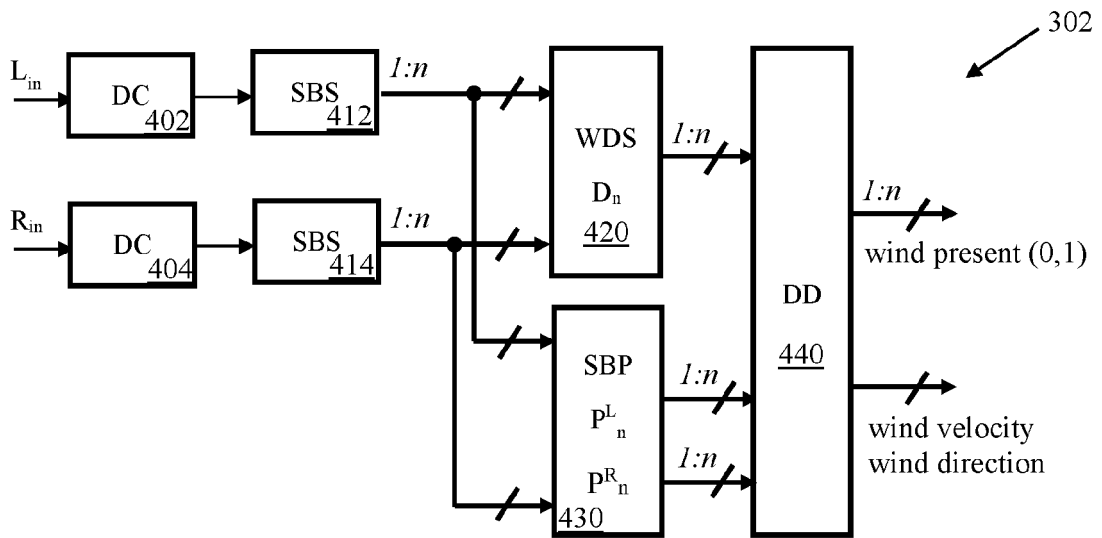 302
L_in
DC
402
SBS
412
1:n
WDS
D_n
420
1:n
R_in
DC
404
SBS
414
1:n
1:n
wind present (0,1)
DD
440
SBP
P^L_n
P^R_n
430
1:n
1:n
wind velocity
wind direction